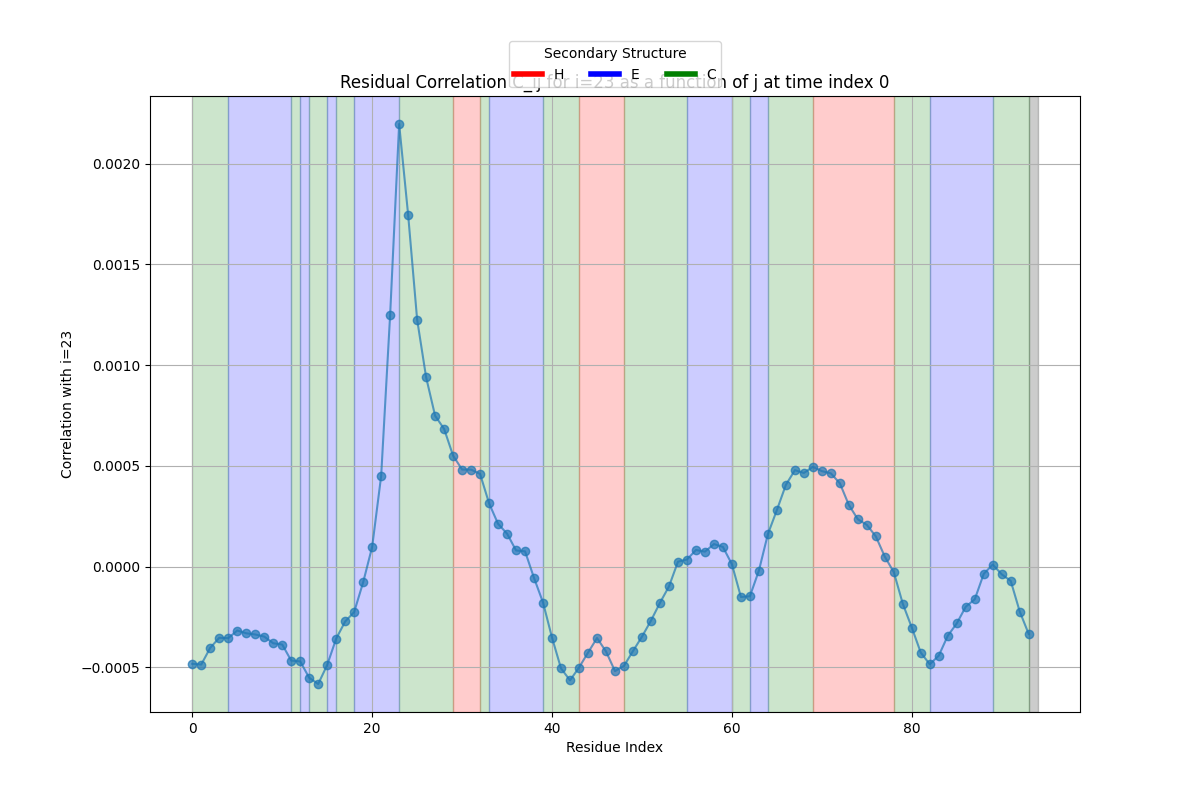 Secondary Structure
H E C
Residual Correlation C_ij for i=23 as a function of j at time index 0
0.0020
0.0015
0.0010
0.0005
0.0000
−0.0005
Correlation with i=23
0 20 40 60 80
Residue Index